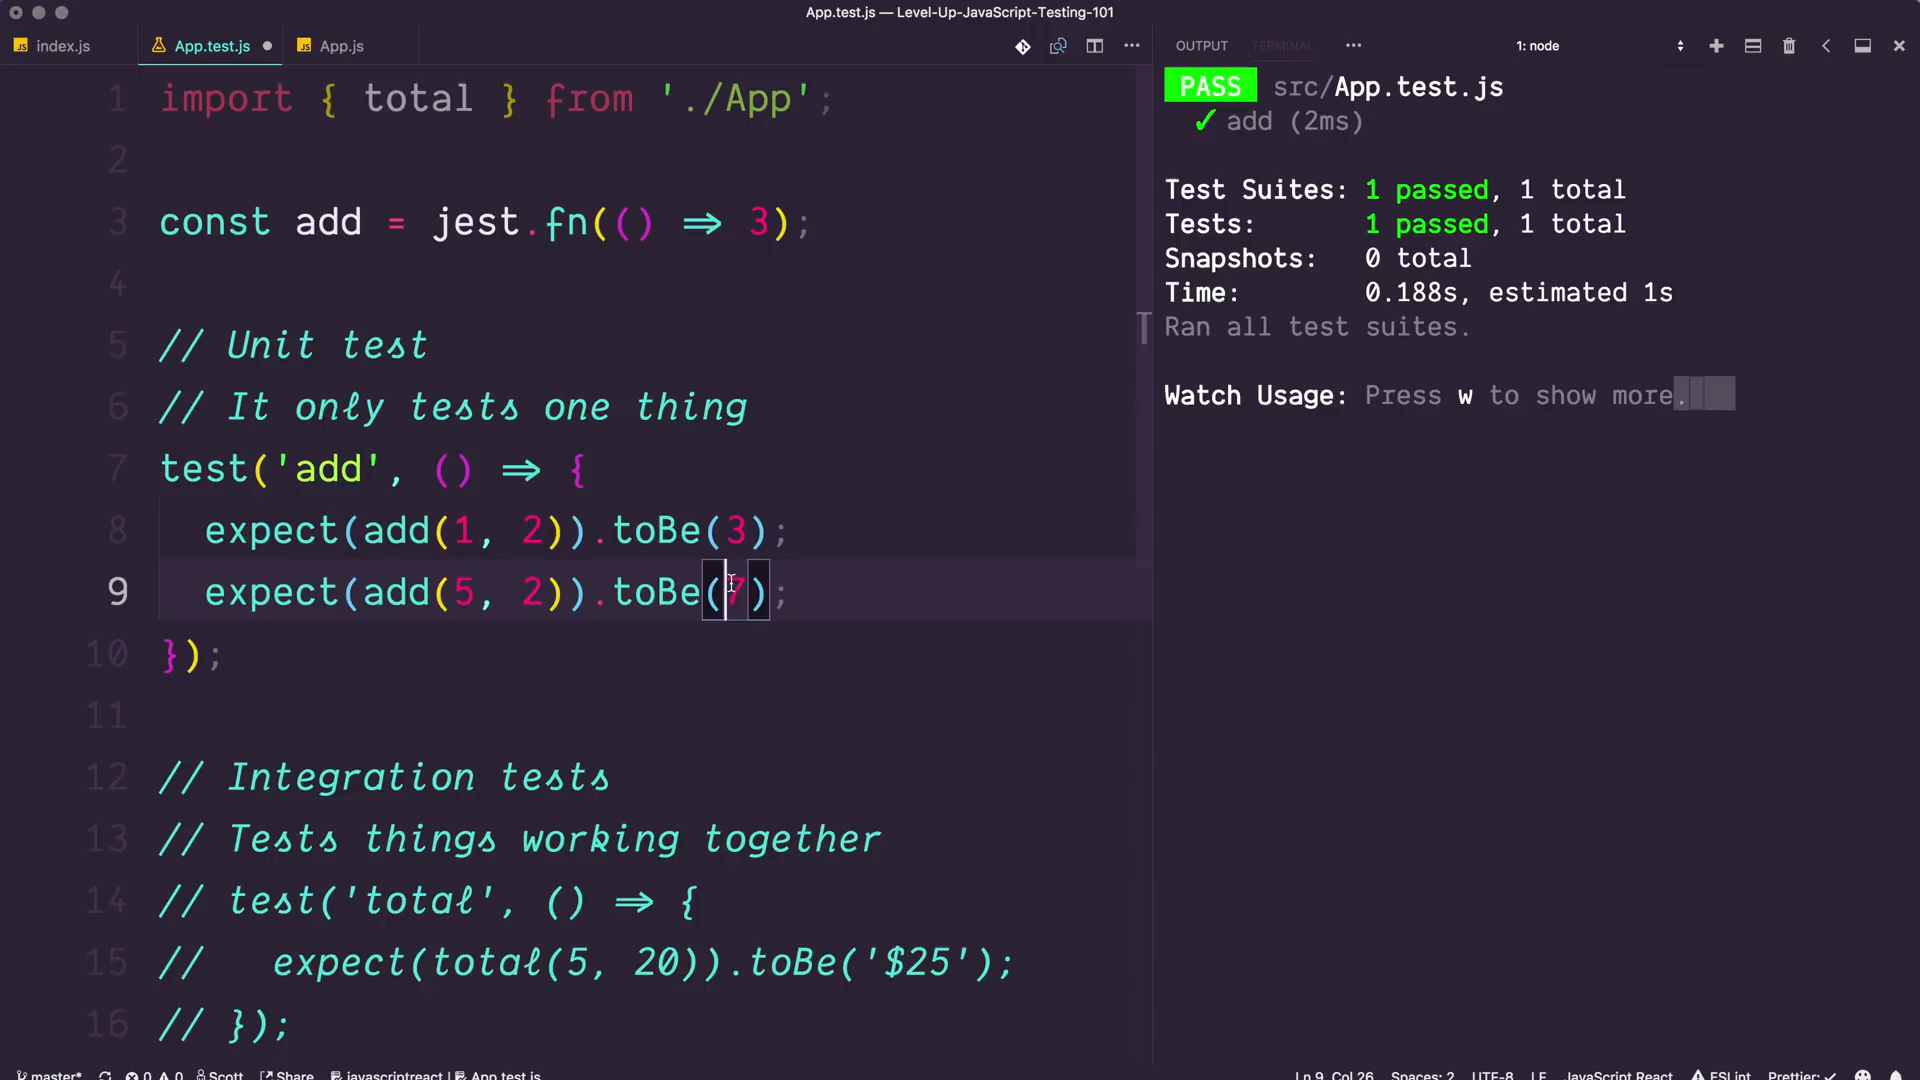 App.test.js — Level-Up-JavaScript-Testing-101
index.js
App.test.js
App.js
1 import { total } from './App';
2
3 const add = jest.fn(() => 3);
4
5 // Unit test
6 // It only tests one thing
7 test('add', () => {
8 expect(add(1, 2)).toBe(3);
9 expect(add(5, 2)).toBe(7);
10 });
11
12 // Integration tests
13 // Tests things working together
14 // test('total', () => {
15 // expect(total(5, 20)).toBe('$25');
16 // });
OUTPUT TERMINAL ••• 1: node
PASS src/App.test.js
✓ add (2ms)
Test Suites: 1 passed, 1 total
Tests: 1 passed, 1 total
Snapshots: 0 total
Time: 0.188s, estimated 1s
Ran all test suites.
Watch Usage: Press w to show more.
master* 0 0 Scott Share javascriptreact App.test.js
Ln 9, Col 26 Spaces: 2 UTF-8 LF JavaScript React ESLint Prettier: ✓